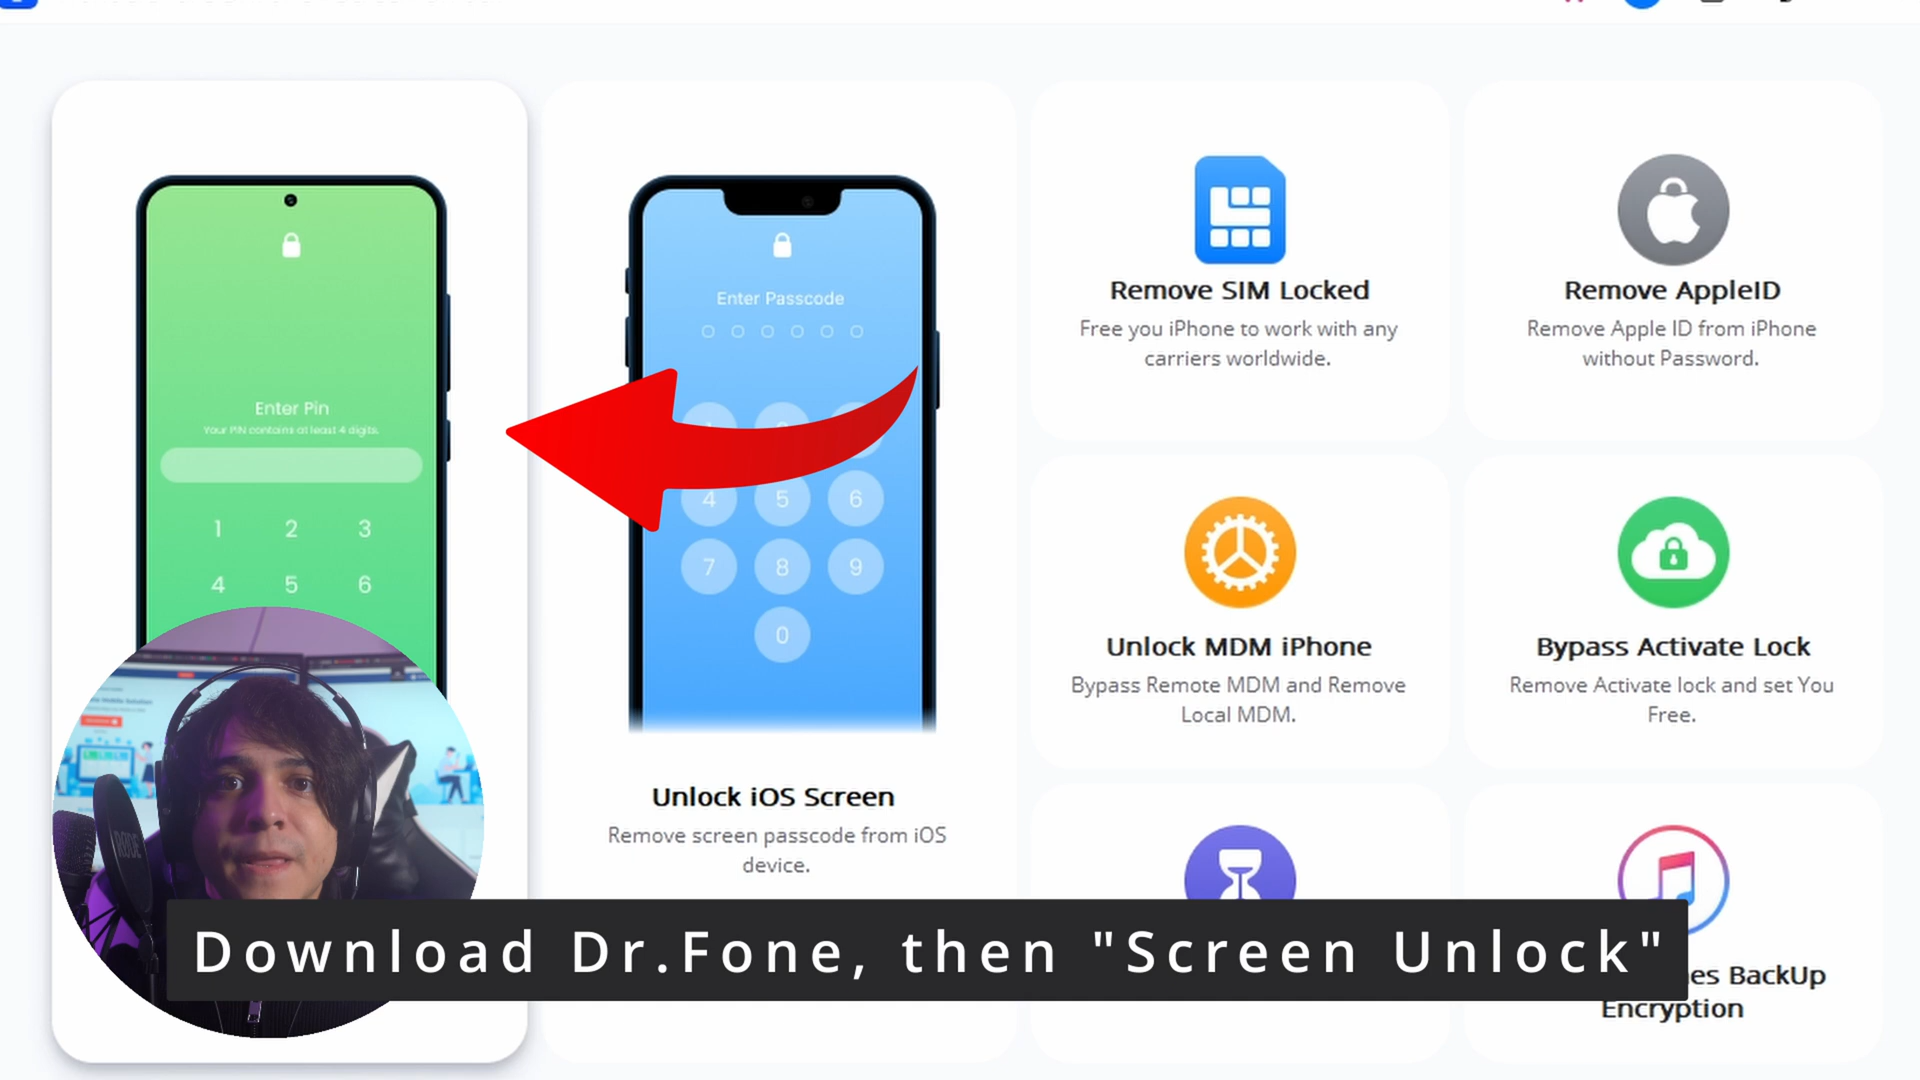 Enter Pin
Your PIN contains at least 4 digits.
1 2 3
4 5 6
Enter Passcode
4 5 6
7 8 9
0
Unlock iOS Screen
Remove screen passcode from iOS
device.
Remove SIM Locked
Free you iPhone to work with any
carriers worldwide.
Remove AppleID
Remove Apple ID from iPhone
without Password.
Unlock MDM iPhone
Bypass Remote MDM and Remove
Local MDM.
Bypass Activate Lock
Remove Activate lock and set You
Free.
BackUp
Encryption
RØDE
Download Dr.Fone, then "Screen Unlock"